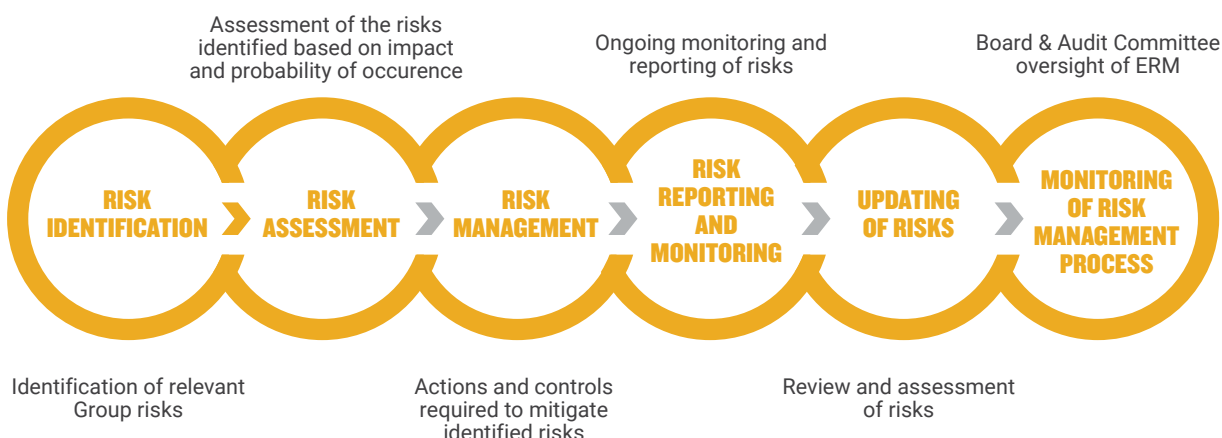 Assessment of the risks
identified based on impact
and probability of occurence
Ongoing monitoring and
reporting of risks
Board & Audit Committee
oversight of ERM
RISK
IDENTIFICATION
RISK
ASSESSMENT
RISK
MANAGEMENT
RISK
REPORTING
AND
MONITORING
UPDATING
OF RISKS
MONITORING
OF RISK
MANAGEMENT
PROCESS
Identification of relevant
Group risks
Actions and controls
required to mitigate
identified risks
Review and assessment
of risks